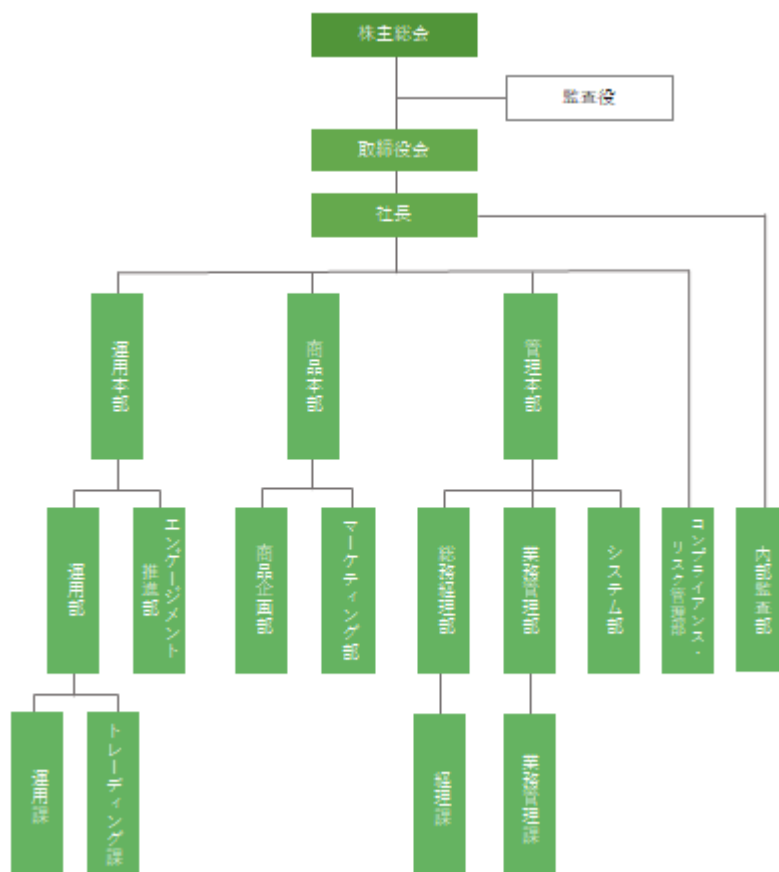 株主総会
監査役
取締役会
社長
運用本部
商品本部
管理本部
運用部
エンゲージメント
推進部
商品企画部
マーケティング部
総務経理部
業務管理部
システム部
コンプライアンス・
リスク管理部
内部監査部
運用課
トレーディング課
経理課
業務管理課